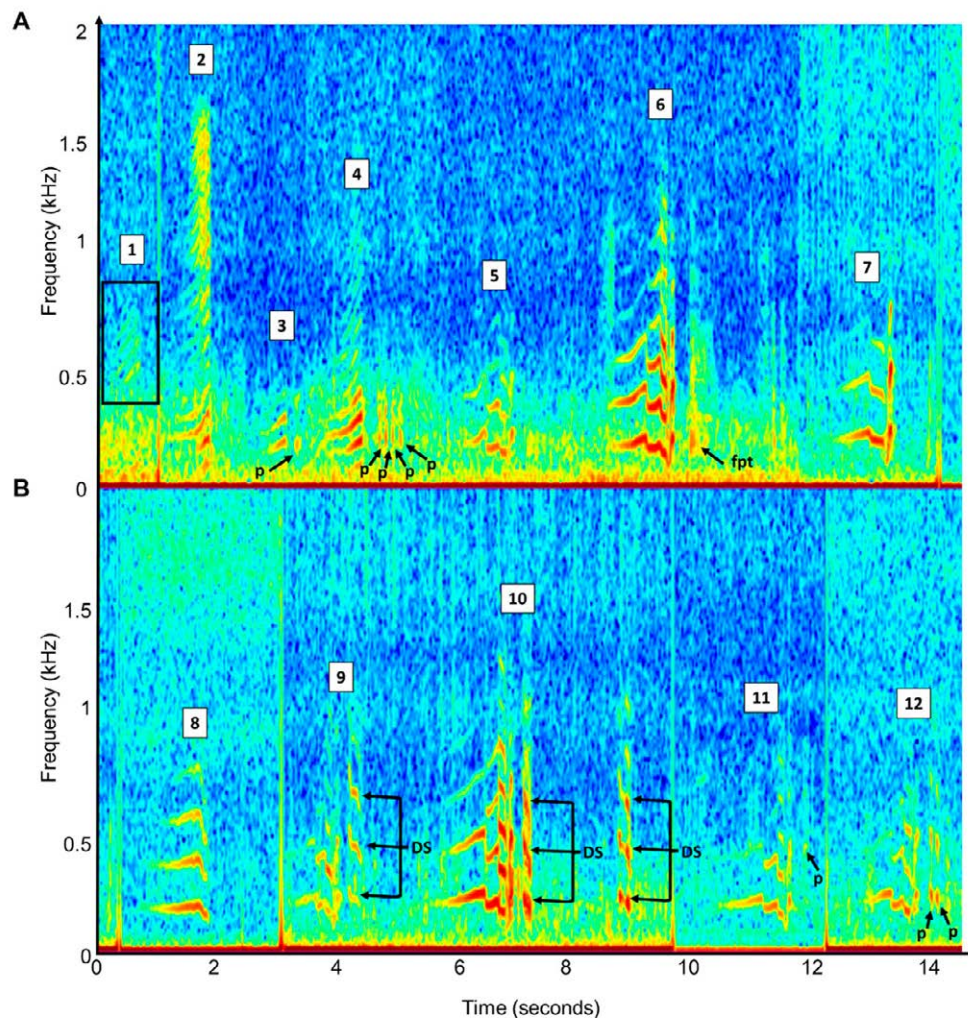 A
2
1.5
1
0.5
0
Frequency (kHz)
1
2
3
4
5
6
7
p
p
p
p
p
fpt
B
1.5
1
0.5
0
Frequency (kHz)
8
9
10
11
12
DS
DS
DS
p
p
p
0 2 4 6 8 10 12 14
Time (seconds)